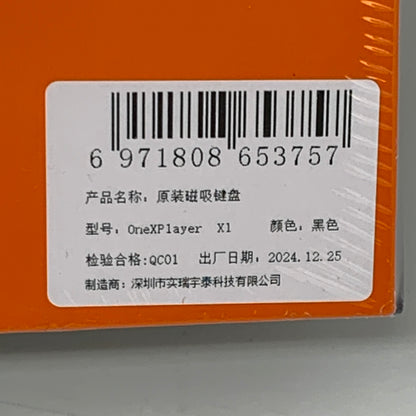 6 971808 653757
产品名称：原装磁吸键盘
型号：OneXPlayer X1 颜色：黑色
检验合格:QC01 出厂日期：2024.12.25
制造商：深圳市实瑞宇泰科技有限公司